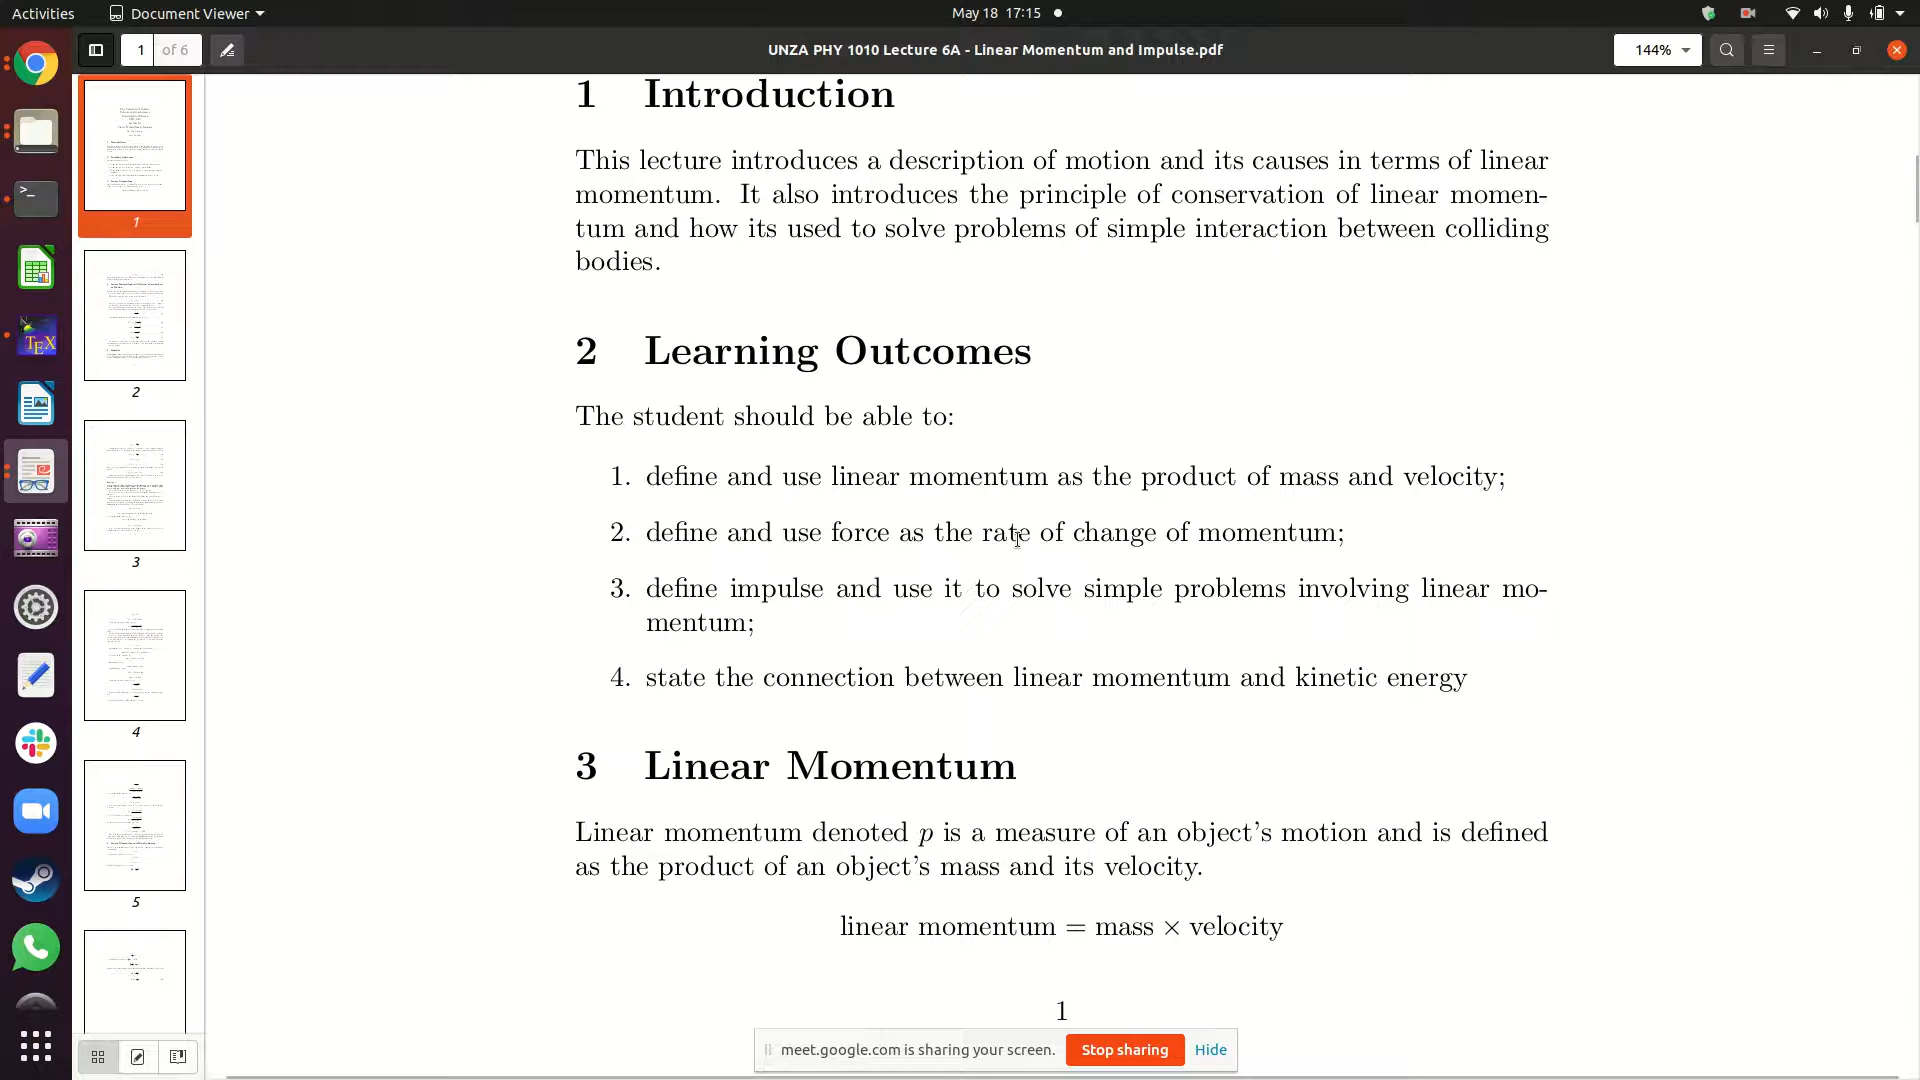 Activities
Document Viewer
May 18 17:15
1 of 6
UNZA PHY 1010 Lecture 6A - Linear Momentum and Impulse.pdf
144%
1 Introduction
This lecture introduces a description of motion and its causes in terms of linear
momentum. It also introduces the principle of conservation of linear momen-
tum and how its used to solve problems of simple interaction between colliding
bodies.
2 Learning Outcomes
The student should be able to:
1. define and use linear momentum as the product of mass and velocity;
2. define and use force as the rate of change of momentum;
3. define impulse and use it to solve simple problems involving linear mo-
mentum;
4. state the connection between linear momentum and kinetic energy
3 Linear Momentum
Linear momentum denoted p is a measure of an object's motion and is defined
as the product of an object's mass and its velocity.
linear momentum = mass × velocity
1
1
2
3
4
5
meet.google.com is sharing your screen.
Stop sharing
Hide